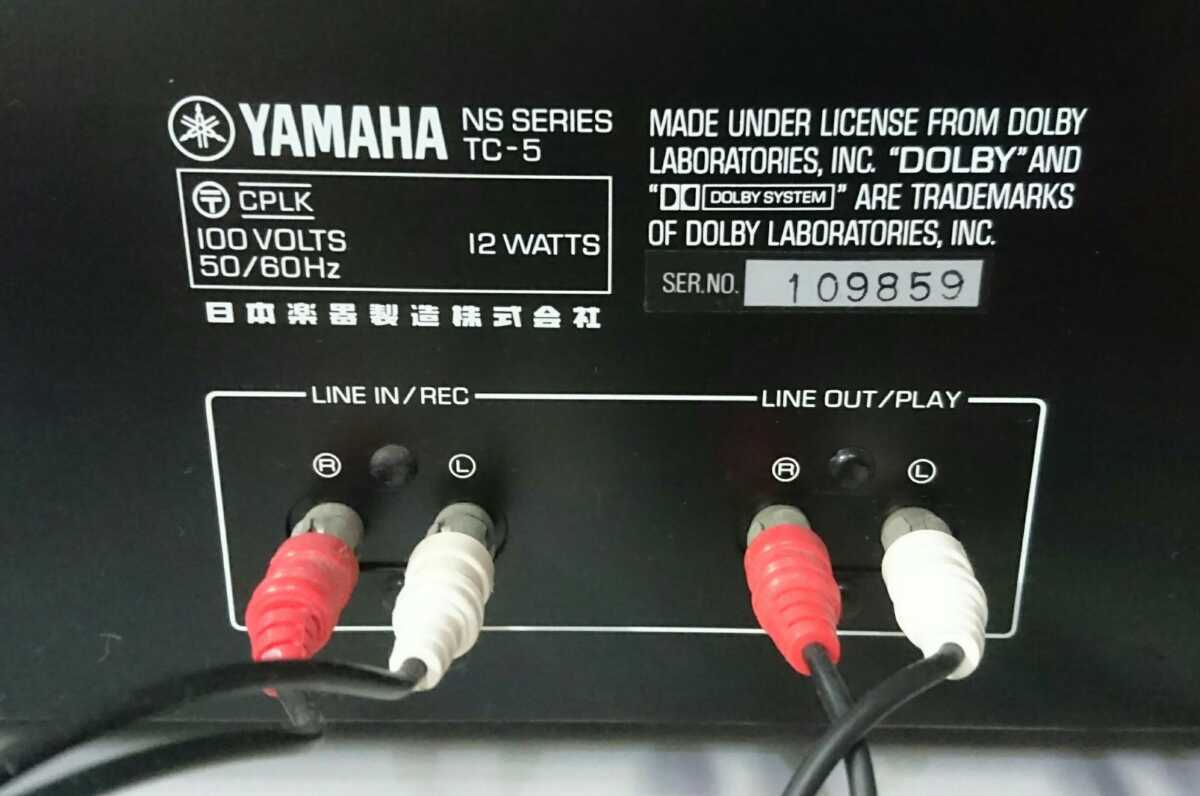 YAMAHA NS SERIES
TC-5
〒 CPLK
100 VOLTS 12 WATTS
50/60Hz
日本楽器製造株式会社
MADE UNDER LICENSE FROM DOLBY
LABORATORIES, INC. "DOLBY" AND
"DOLBY SYSTEM" ARE TRADEMARKS
OF DOLBY LABORATORIES, INC.
SER.NO. 109859
LINE IN/REC LINE OUT/PLAY
R L R L